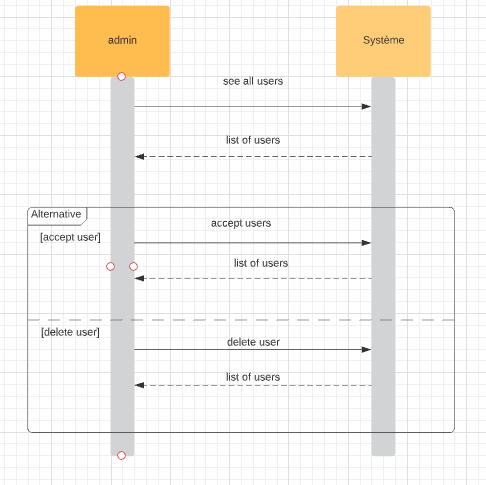 admin
Système
see all users
list of users
Alternative
[accept user]
accept users
list of users
[delete user]
delete user
list of users